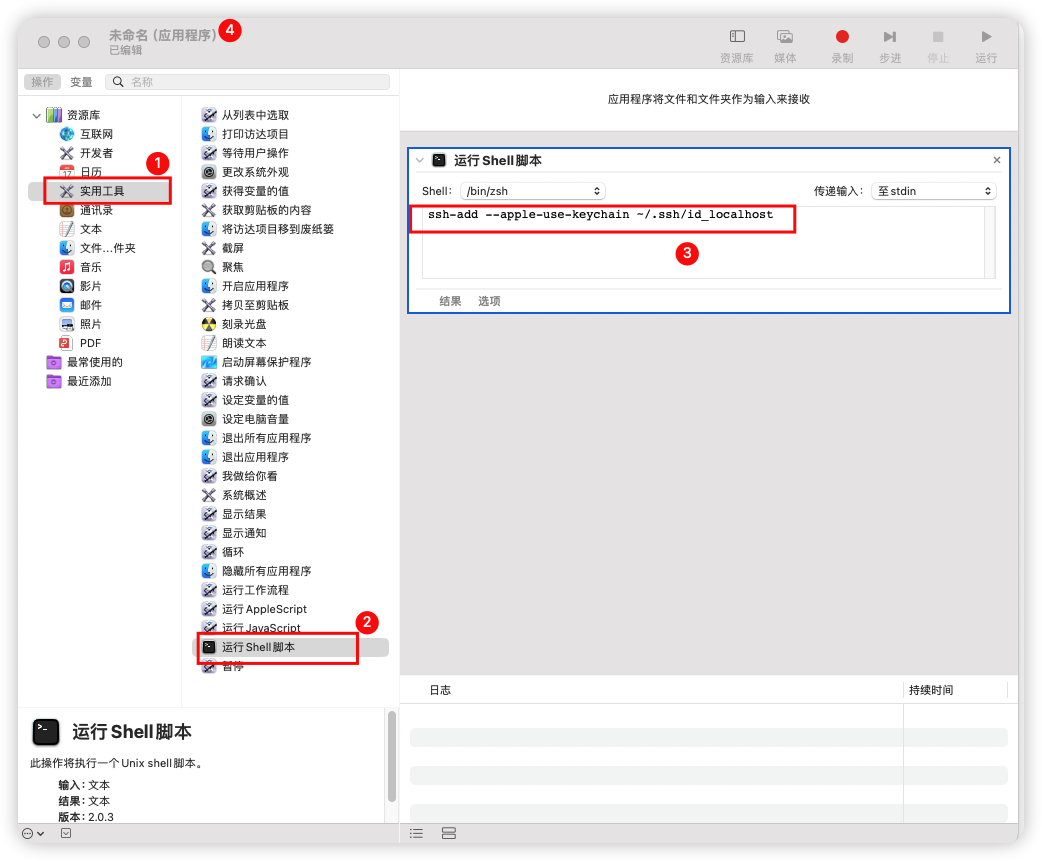 未命名 (应用程序)
4
已编辑
资源库
媒体
录制
步进
停止
运行
操作
变量
名称
应用程序将文件和文件夹作为输入来接收
资源库
互联网
开发者
17
日历
1
实用工具
通讯录
文本
文件...件夹
音乐
影片
邮件
照片
PDF
最常使用的
最近添加
从列表中选取
打印访达项目
等待用户操作
更改系统外观
获得变量的值
获取剪贴板的内容
将访达项目移到废纸篓
截屏
聚焦
开启应用程序
拷贝至剪贴板
刻录光盘
朗读文本
启动屏幕保护程序
请求确认
设定变量的值
设定电脑音量
退出所有应用程序
退出应用程序
我做给你看
系统概述
显示结果
显示通知
循环
隐藏所有应用程序
运行工作流程
运行 AppleScript
运行 JavaScript
2
运行 Shell 脚本
暂停
运行 Shell 脚本
Shell: /bin/zsh
传递输入: 至 stdin
ssh-add --apple-use-keychain ~/.ssh/id_localhost
3
结果
选项
日志
持续时间
运行 Shell 脚本
此操作将执行一个 Unix shell 脚本。
输入: 文本
结果: 文本
版本: 2.0.3